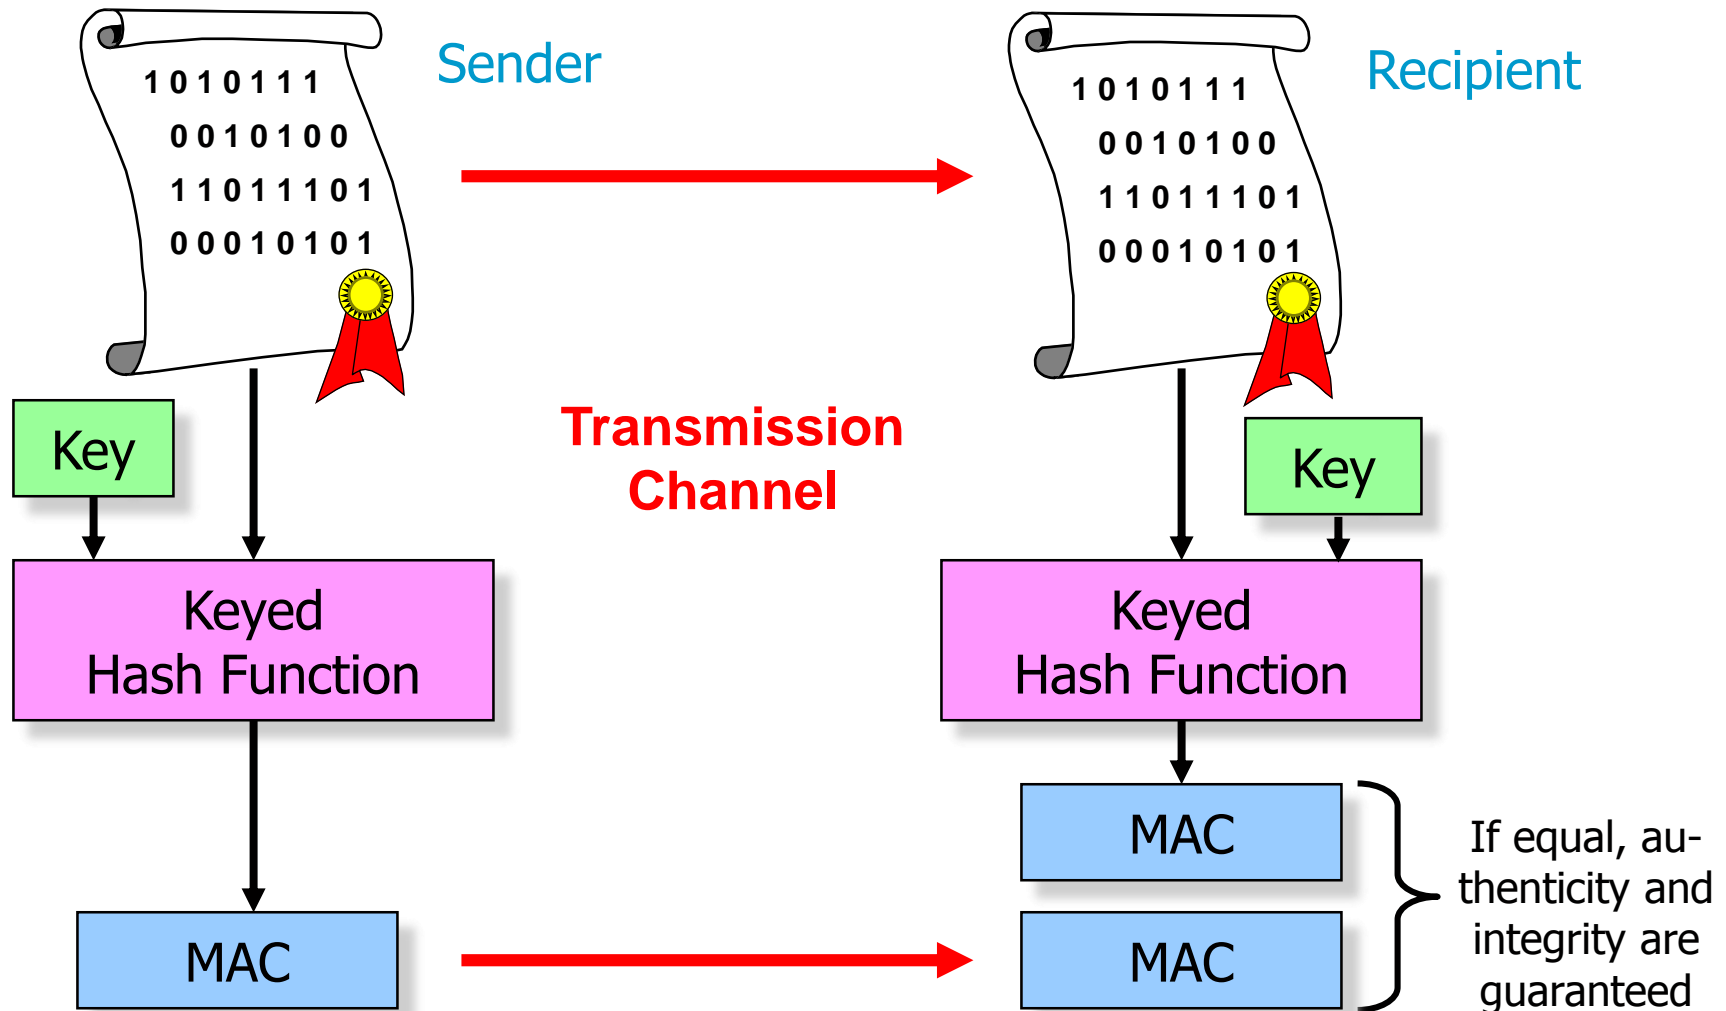 Sender
1 0 1 0 1 1 1
0 0 1 0 1 0 0
1 1 0 1 1 1 0 1
0 0 0 1 0 1 0 1
Recipient
1 0 1 0 1 1 1
0 0 1 0 1 0 0
1 1 0 1 1 1 0 1
0 0 0 1 0 1 0 1
Transmission
Channel
Key
Key
Keyed
Hash Function
Keyed
Hash Function
MAC
MAC
MAC
If equal, au-
thenticity and
integrity are
guaranteed